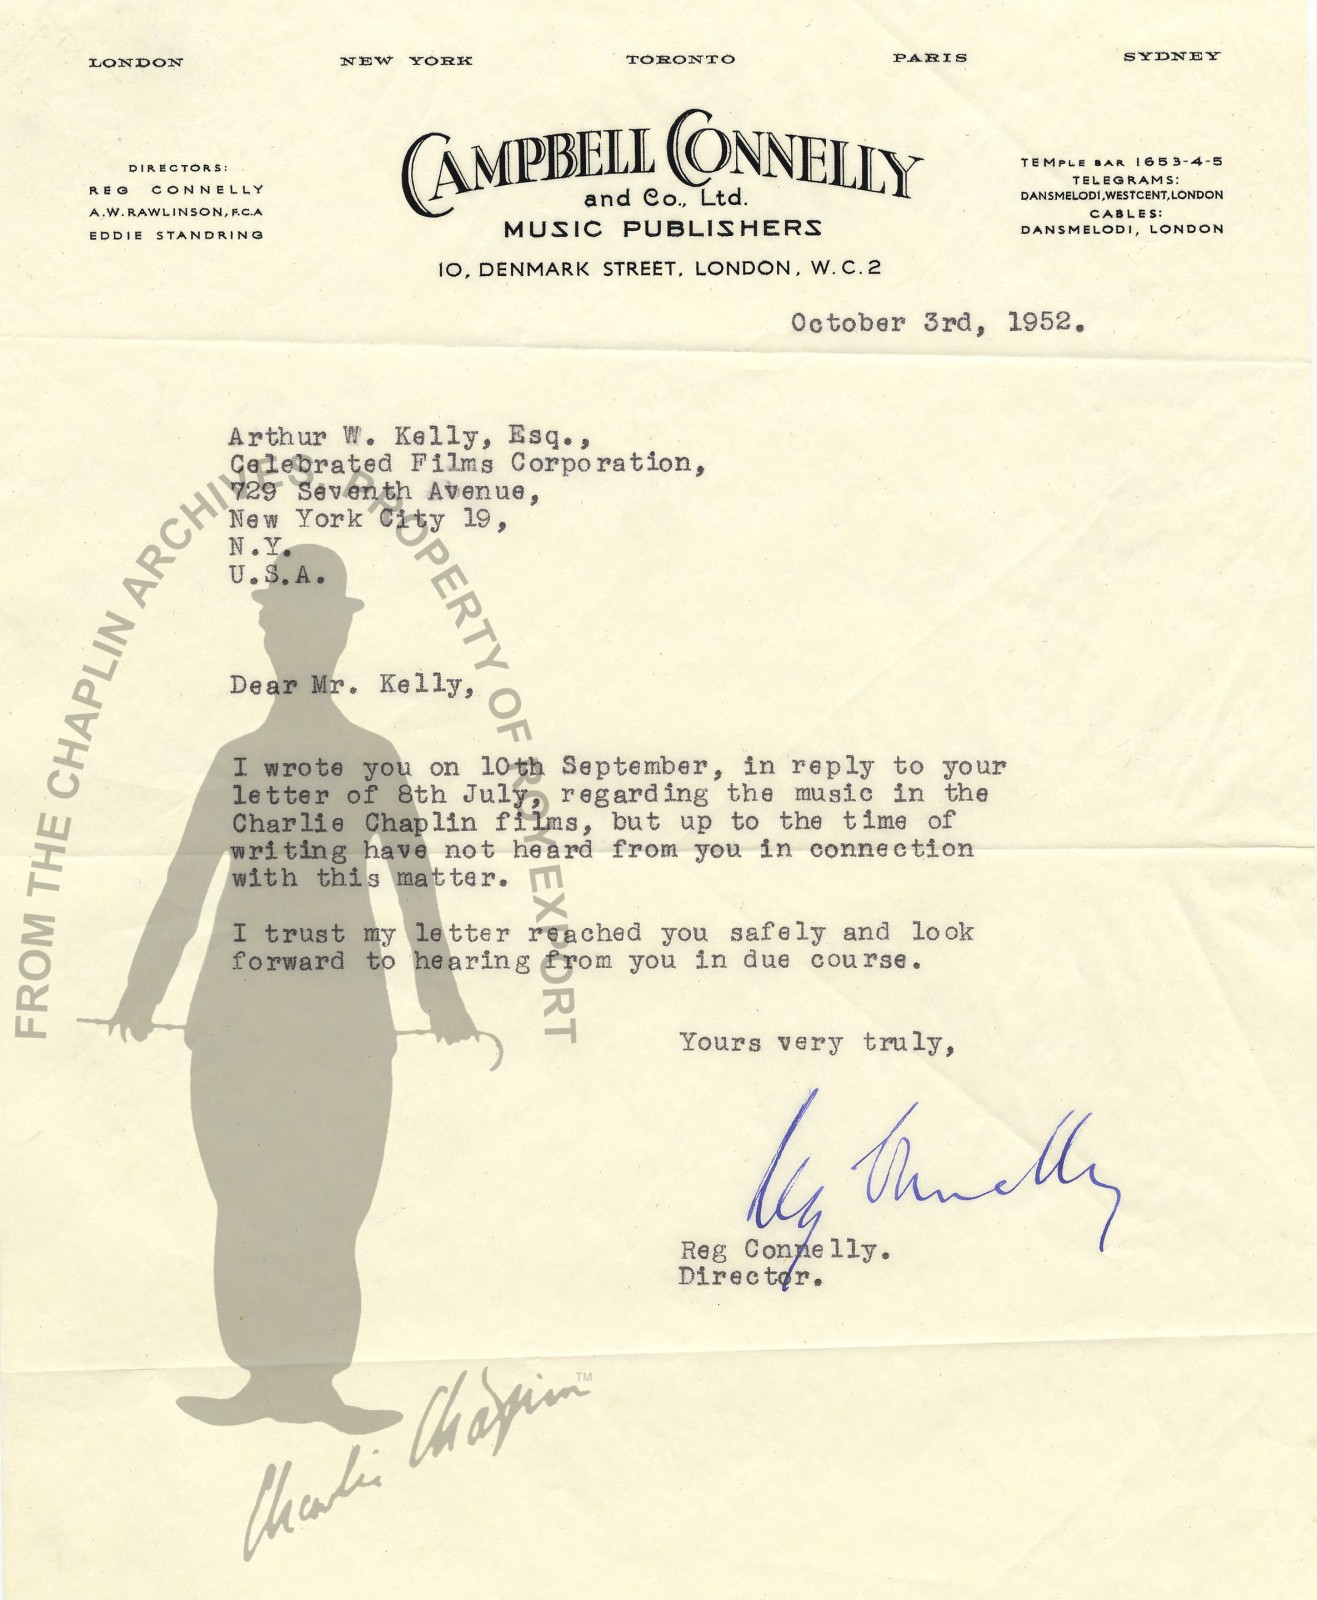 LONDON NEW YORK TORONTO PARIS SYDNEY
DIRECTORS:
REG CONNELLY
A.W. RAWLINSON, F.C.A
EDDIE STANDRING
CAMPBELL CONNELLY
and Co., Ltd.
MUSIC PUBLISHERS
10, DENMARK STREET, LONDON, W.C.2
TEMPLE BAR 1653-4-5
TELEGRAMS:
DANSMELODI, WESTCENT, LONDON
CABLES:
DANSMELODI, LONDON
October 3rd, 1952.
Arthur W. Kelly, Esq.,
Celebrated Films Corporation,
729 Seventh Avenue,
New York City 19,
N.Y.
U.S.A.
Dear Mr. Kelly,
I wrote you on 10th September, in reply to your
letter of 8th July, regarding the music in the
Charlie Chaplin films, but up to the time of
writing have not heard from you in connection
with this matter.
I trust my letter reached you safely and look
forward to hearing from you in due course.
Yours very truly,
Reg Connelly
Reg Connelly.
Director.
FROM THE CHAPLIN ARCHIVES, PROPERTY OF ROY EXPORT
Charlie Chaplin™